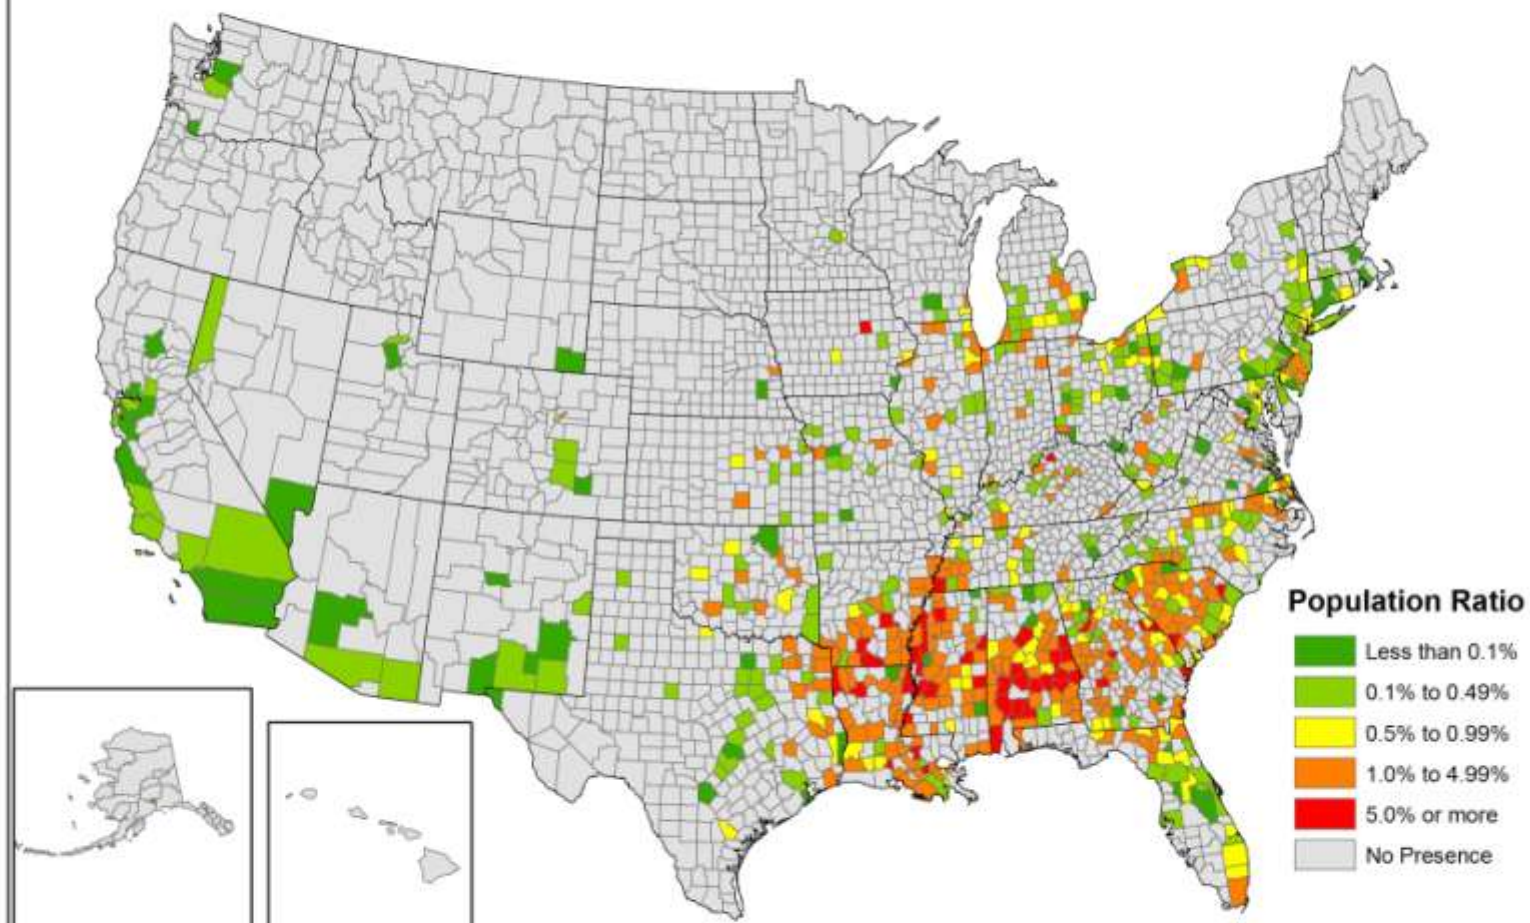 Population Ratio
Less than 0.1%
0.1% to 0.49%
0.5% to 0.99%
1.0% to 4.99%
5.0% or more
No Presence